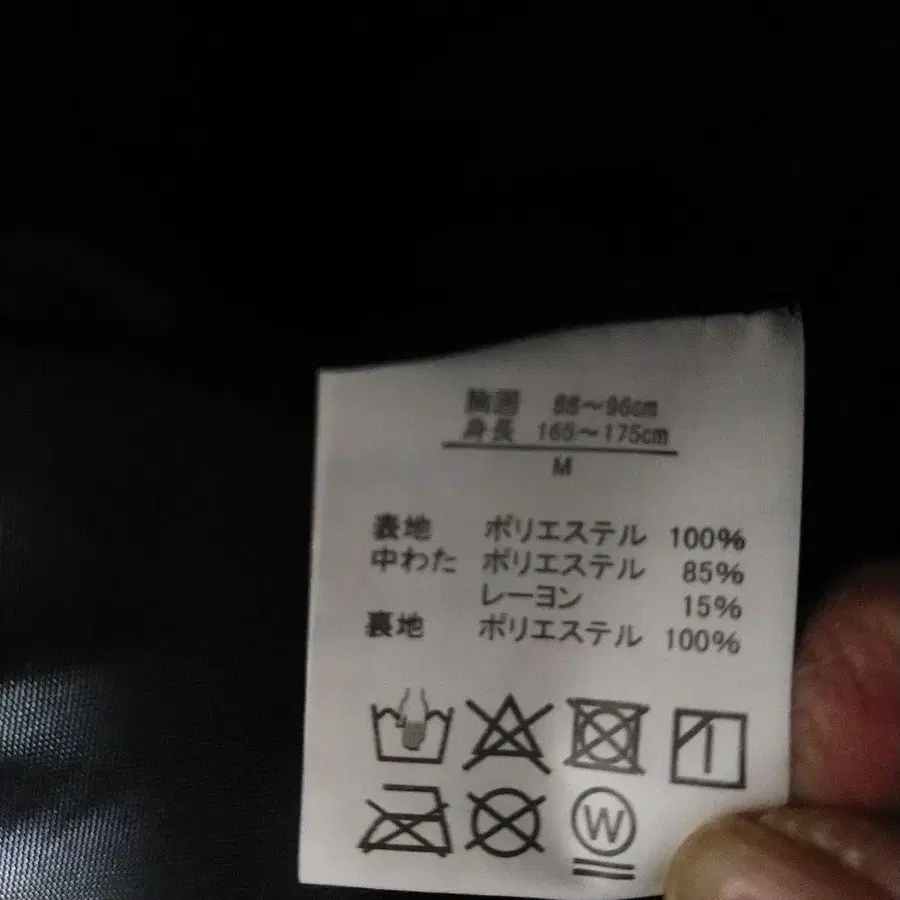 胸囲 88～96cm
身長 165～175cm
M
表地 ポリエステル 100%
中わた ポリエステル 85%
レーヨン 15%
裏地 ポリエステル 100%
W